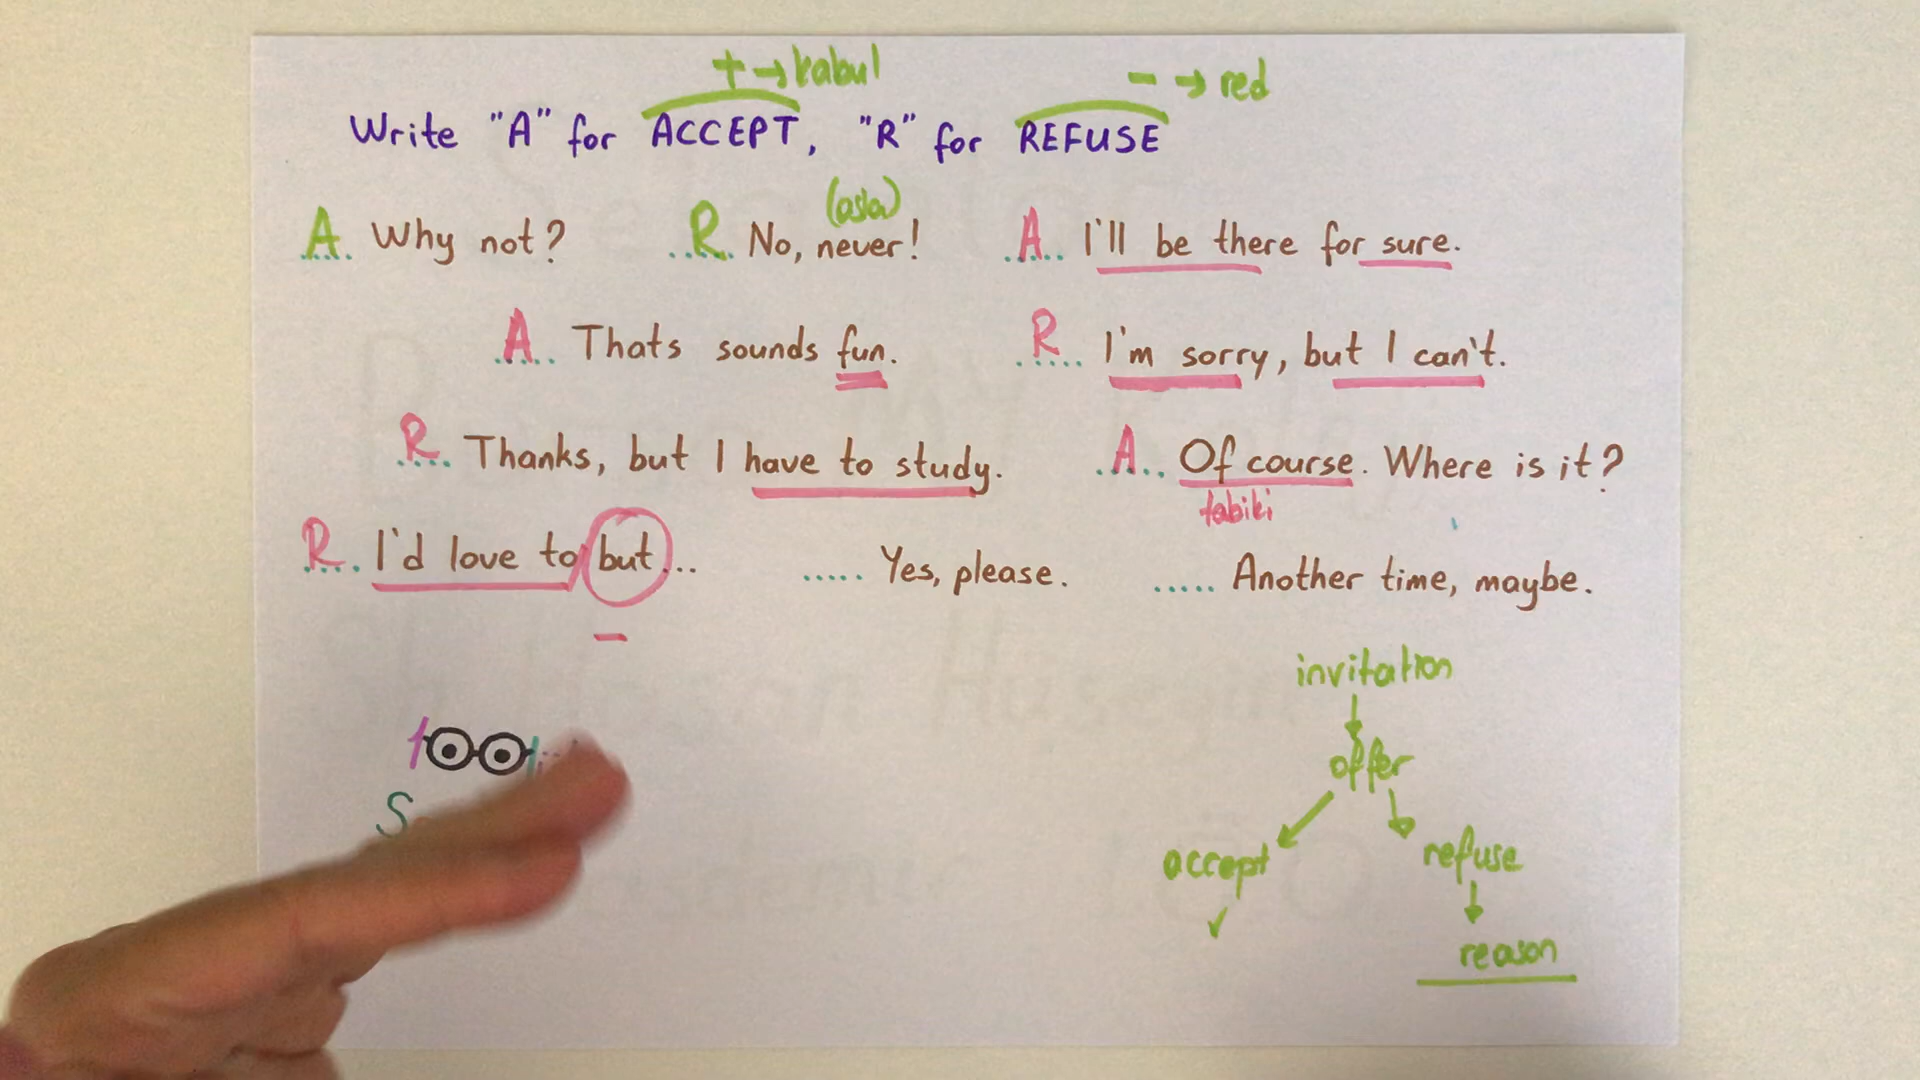 + → kabul - → red
Write "A" for ACCEPT, "R" for REFUSE
(asla)
A Why not? R No, never! A I'll be there for sure.
A Thats sounds fun. R I'm sorry, but I can't.
R Thanks, but I have to study. A Of course. Where is it?
tabiki
R I'd love to but... ..... Yes, please. ..... Another time, maybe.
invitation
offer
accept refuse
reason